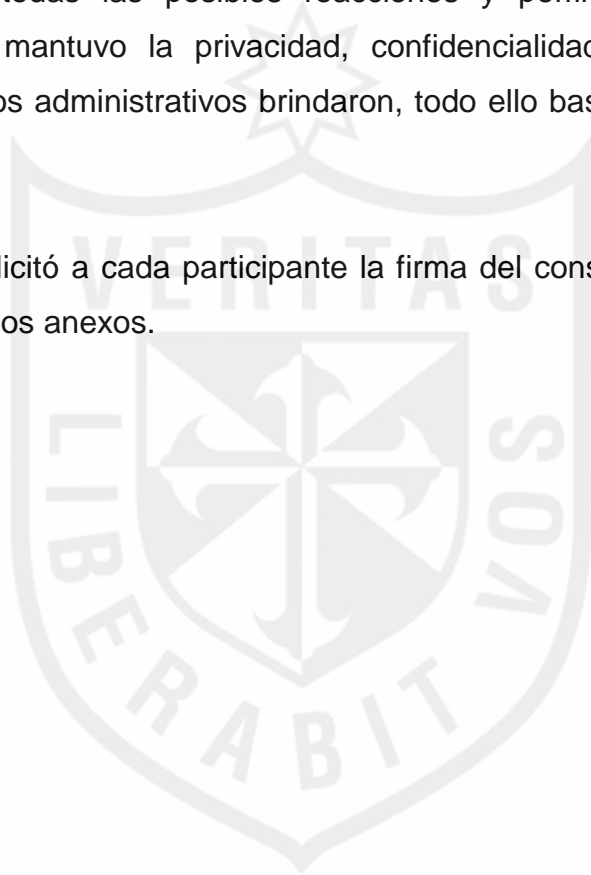 todas las posibles reacciones y
mantuvo la privacidad, confidencialidad
os administrativos brindaron, todo ello bas
licitó a cada participante la firma del cons
os anexos.
VERITAS
LIBERABIT
VOS